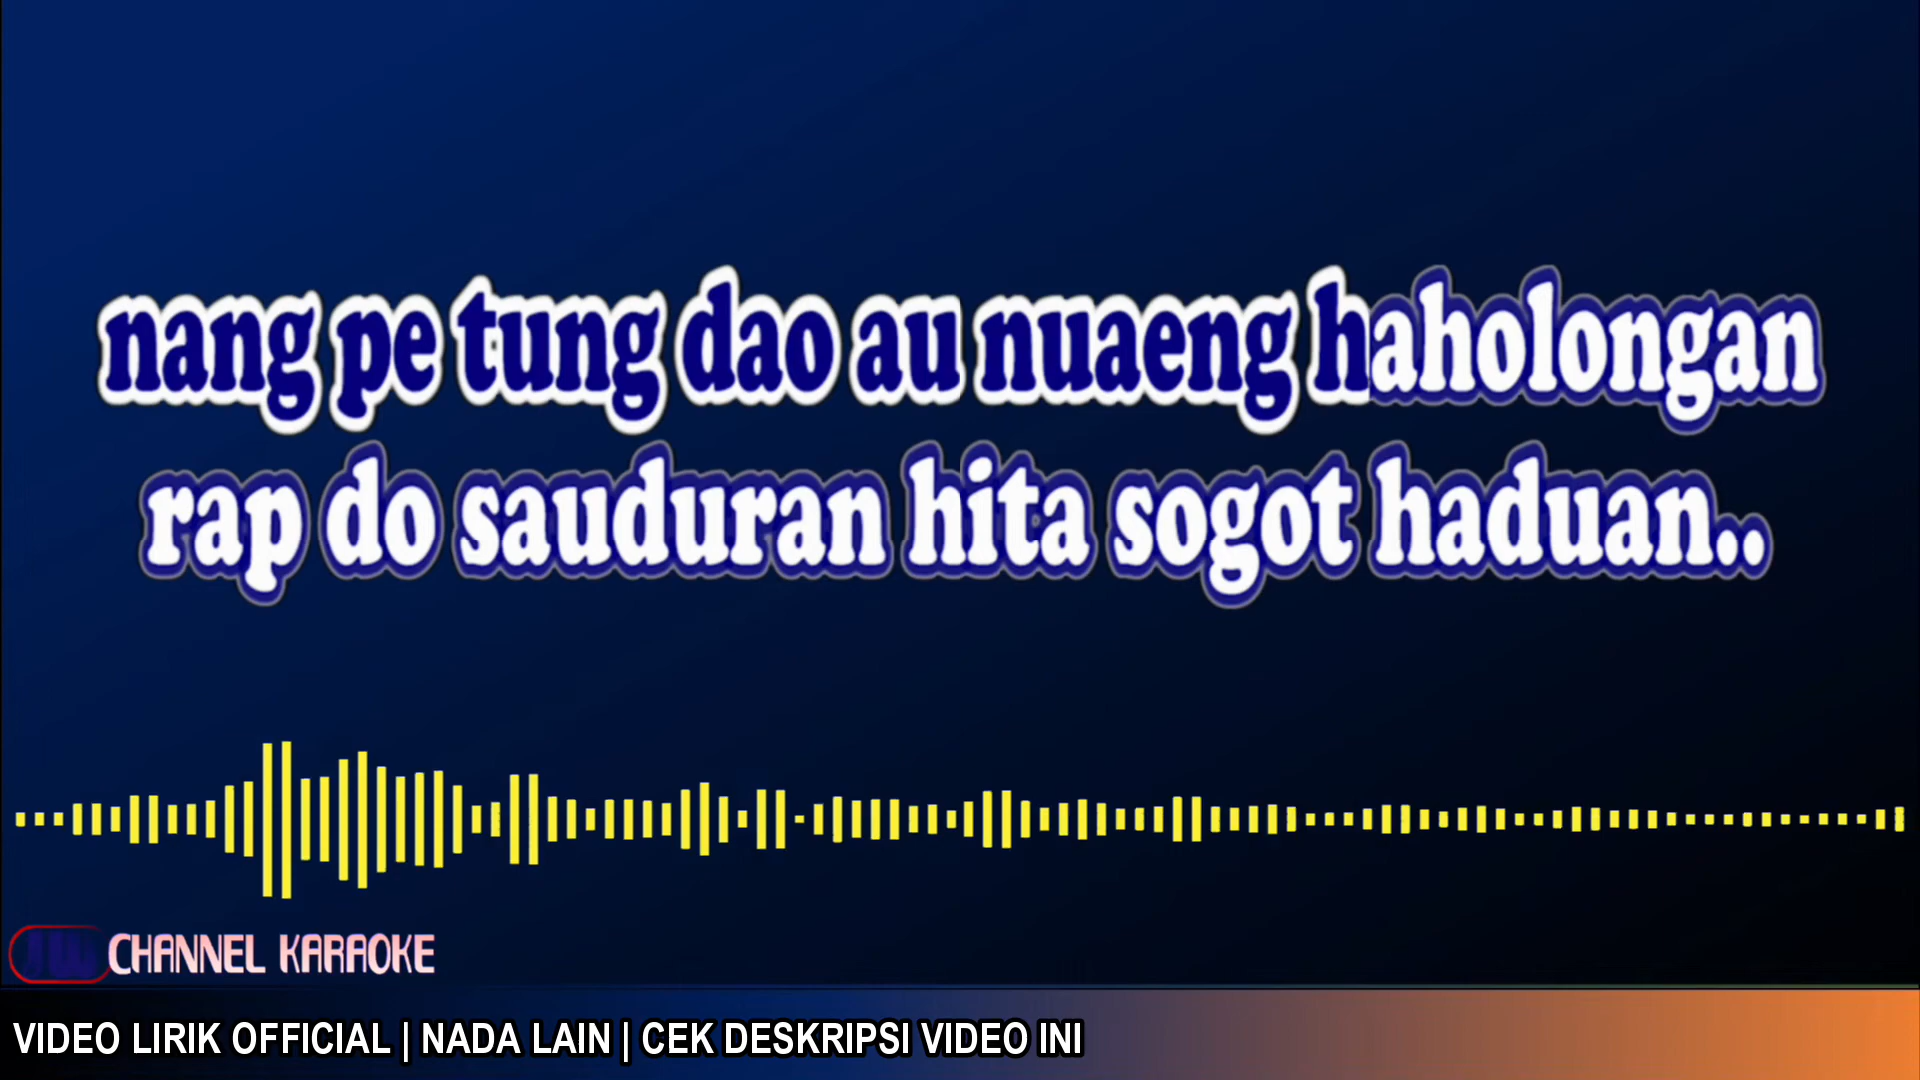 nang pe tung dao au nuaeng haholongan
rap do sauduran hita sogot haduan..
CHANNEL KARAOKE
VIDEO LIRIK OFFICIAL | NADA LAIN | CEK DESKRIPSI VIDEO INI